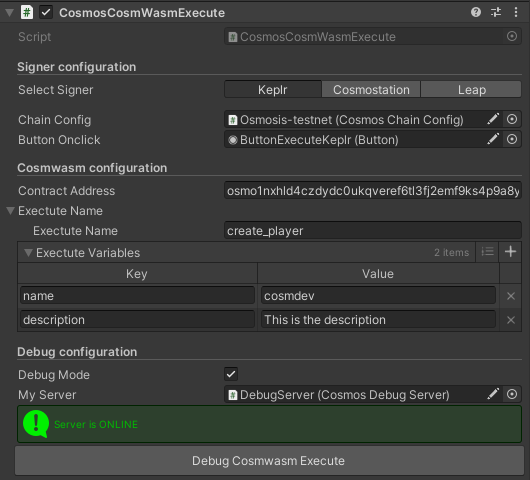 CosmosCosmWasmExecute
Script CosmosCosmWasmExecute
Signer configuration
Select Signer Keplr Cosmostation Leap
Chain Config Osmosis-testnet (Cosmos Chain Config)
Button Onclick ButtonExecuteKeplr (Button)
Cosmwasm configuration
Contract Address osmo1nxhld4czdydc0ukqveref6tl3fj2emf9ks4p9a8y
Exectute Name
Exectute Name create_player
Exectute Variables 2 items
Key Value
name cosmdev
description This is the description
Debug configuration
Debug Mode
My Server DebugServer (Cosmos Debug Server)
Server is ONLINE
Debug Cosmwasm Execute